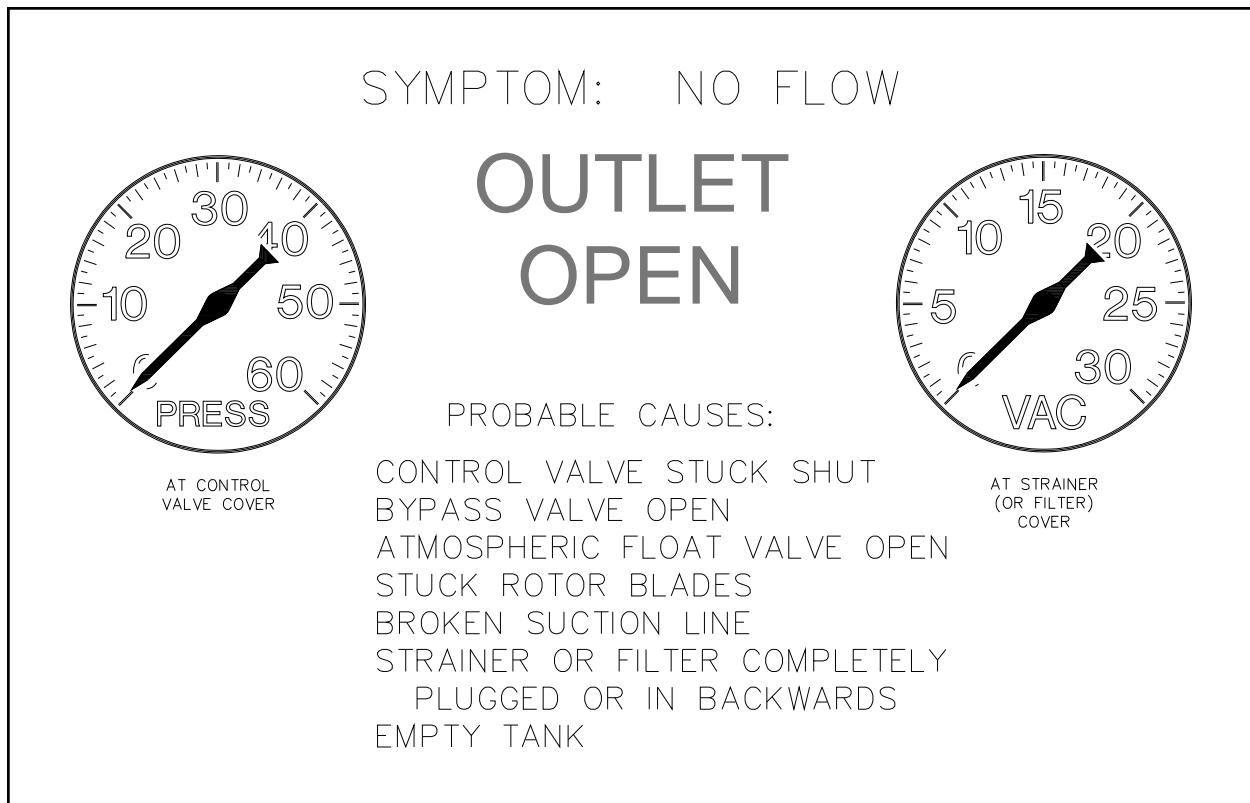 SYMPTOM: NO FLOW
OUTLET
OPEN
30
20
40
10
50
0
60
PRESS
AT CONTROL
VALVE COVER
15
10
20
5
25
0
30
VAC
AT STRAINER
(OR FILTER)
COVER
PROBABLE CAUSES:
CONTROL VALVE STUCK SHUT
BYPASS VALVE OPEN
ATMOSPHERIC FLOAT VALVE OPEN
STUCK ROTOR BLADES
BROKEN SUCTION LINE
STRAINER OR FILTER COMPLETELY
PLUGGED OR IN BACKWARDS
EMPTY TANK